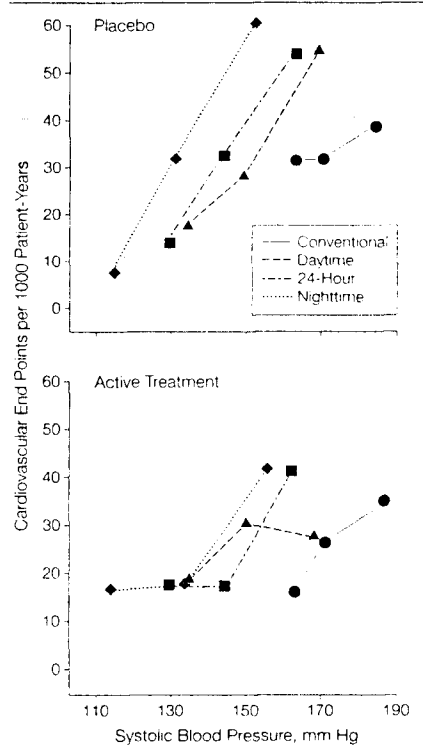 Cardiovascular End Points per 1000 Patient-Years
60
50
40
30
20
10
0
Placebo
Conventional
Daytime
24-Hour
Nighttime
60
50
40
30
20
10
0
Active Treatment
110 130 150 170 190
Systolic Blood Pressure, mm Hg